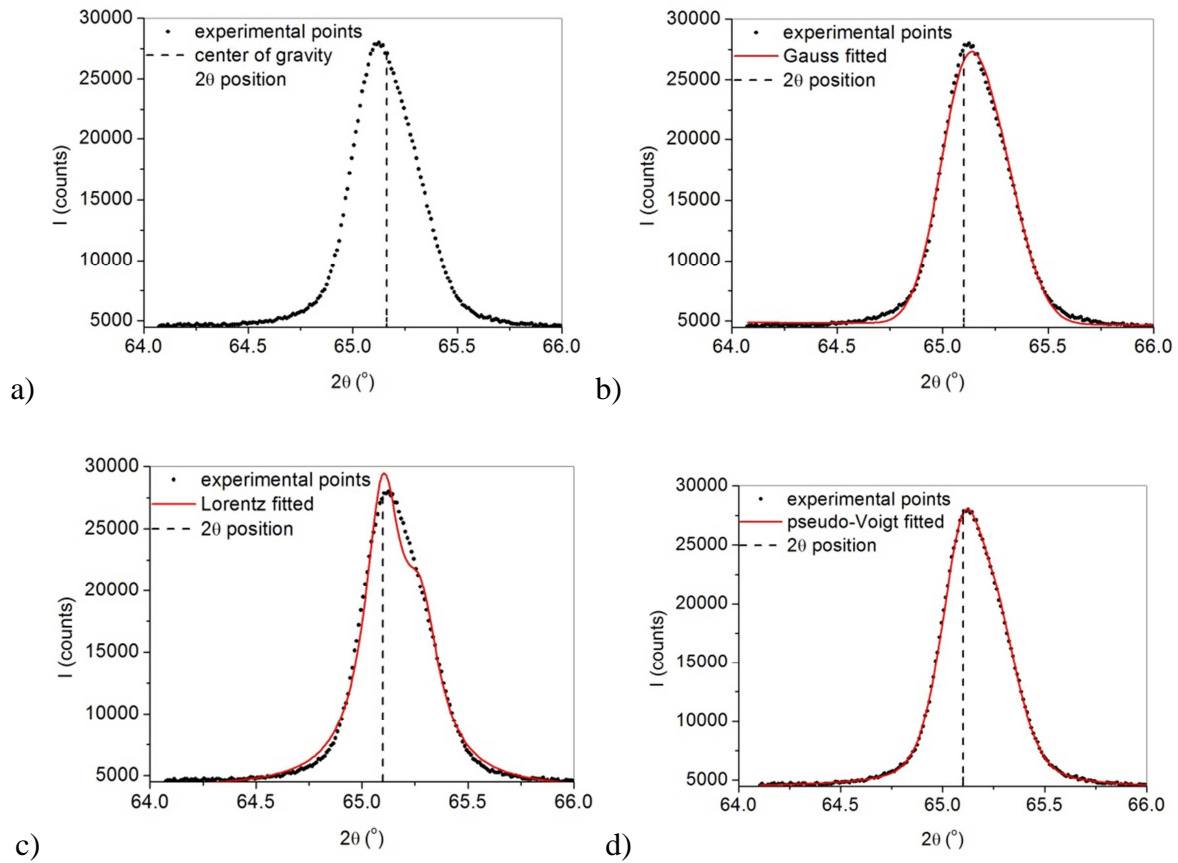 30000
25000
20000
15000
10000
5000
I (counts)
experimental points
center of gravity
2θ position
64.0 64.5 65.0 65.5 66.0
2θ (°)
a)
30000
25000
20000
15000
10000
5000
I (counts)
experimental points
Gauss fitted
2θ position
64.0 64.5 65.0 65.5 66.0
2θ (°)
b)
30000
25000
20000
15000
10000
5000
I (counts)
experimental points
Lorentz fitted
2θ position
64.0 64.5 65.0 65.5 66.0
2θ (°)
c)
30000
25000
20000
15000
10000
5000
I (counts)
experimental points
pseudo-Voigt fitted
2θ position
64.0 64.5 65.0 65.5 66.0
2θ (°)
d)